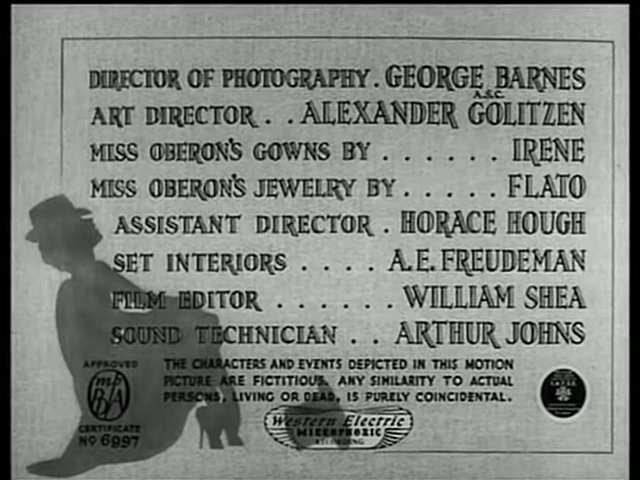 DIRECTOR OF PHOTOGRAPHY . GEORGE BARNES
A.S.C.
ART DIRECTOR . . ALEXANDER GOLITZEN
MISS OBERON'S GOWNS BY . . . . . . IRENE
MISS OBERON'S JEWELRY BY . . . . . FLATO
ASSISTANT DIRECTOR . HORACE HOUGH
SET INTERIORS . . . . A.E. FREUDEMAN
FILM EDITOR . . . . . . WILLIAM SHEA
SOUND TECHNICIAN . . ARTHUR JOHNS
APPROVED
MPPDA
CERTIFICATE
NO 6997
THE CHARACTERS AND EVENTS DEPICTED IN THIS MOTION
PICTURE ARE FICTITIOUS. ANY SIMILARITY TO ACTUAL
PERSONS, LIVING OR DEAD, IS PURELY COINCIDENTAL.
Western Electric
MIRROPHONIC
RECORDING